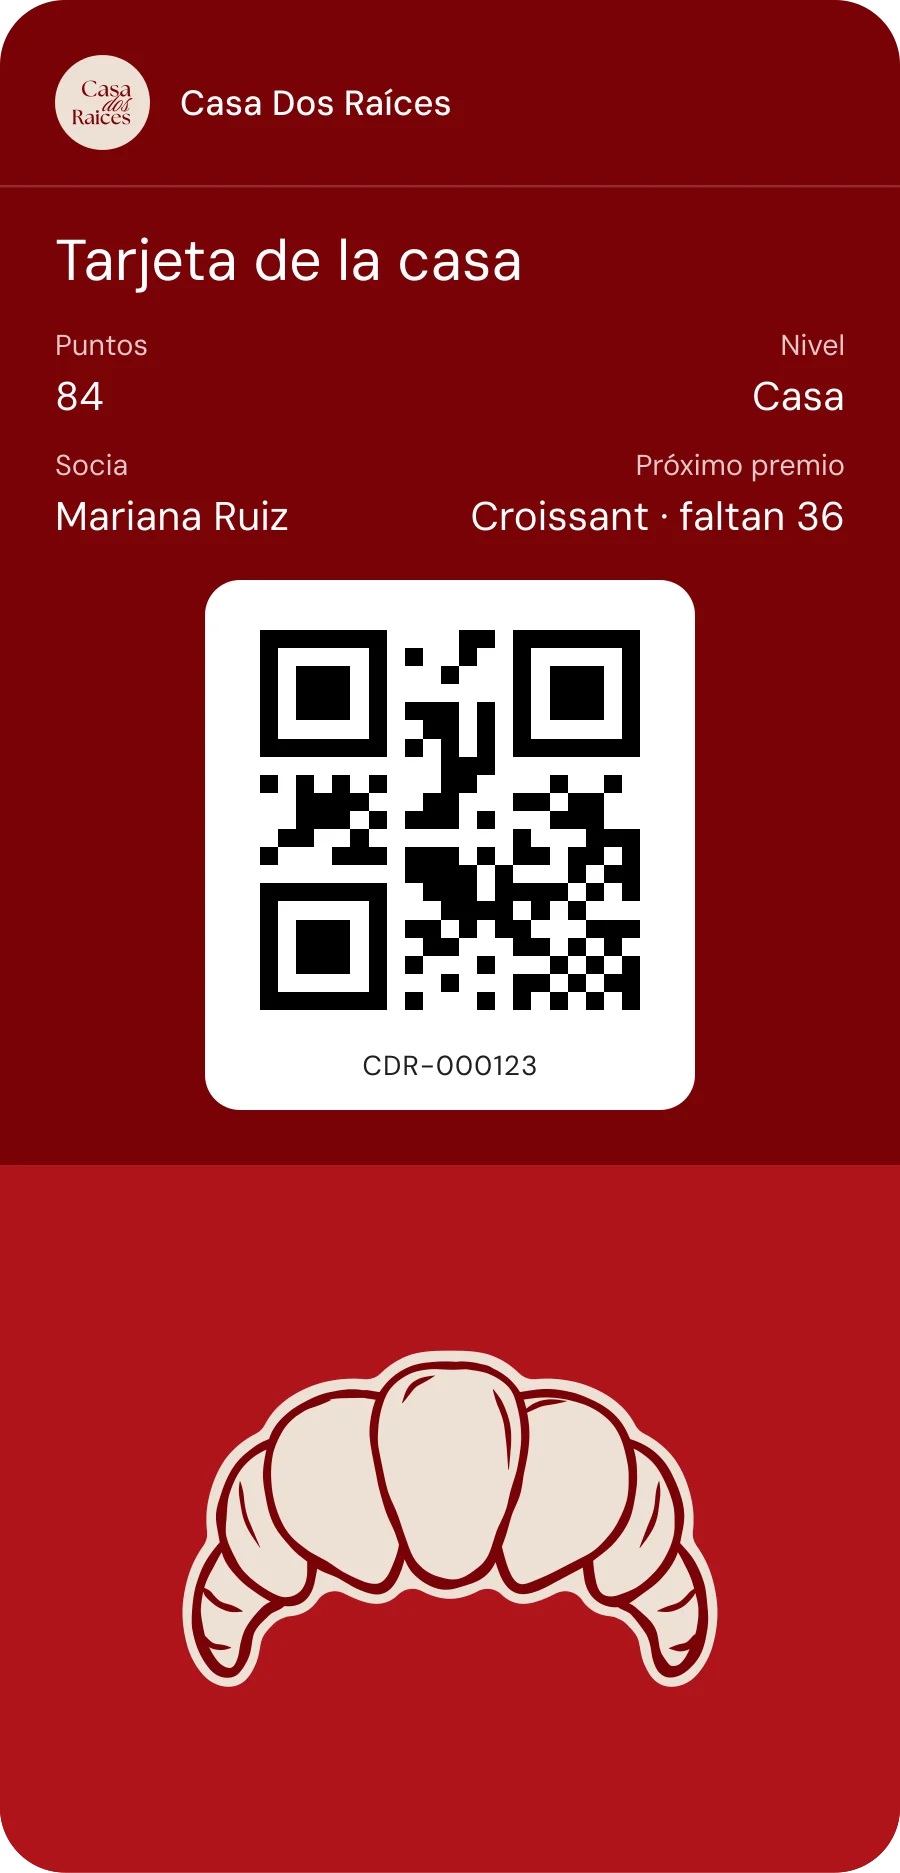 Casa
dos
Raíces
Casa Dos Raíces
Tarjeta de la casa
Puntos
Nivel
84
Casa
Socia
Próximo premio
Mariana Ruiz
Croissant · faltan 36
CDR-000123